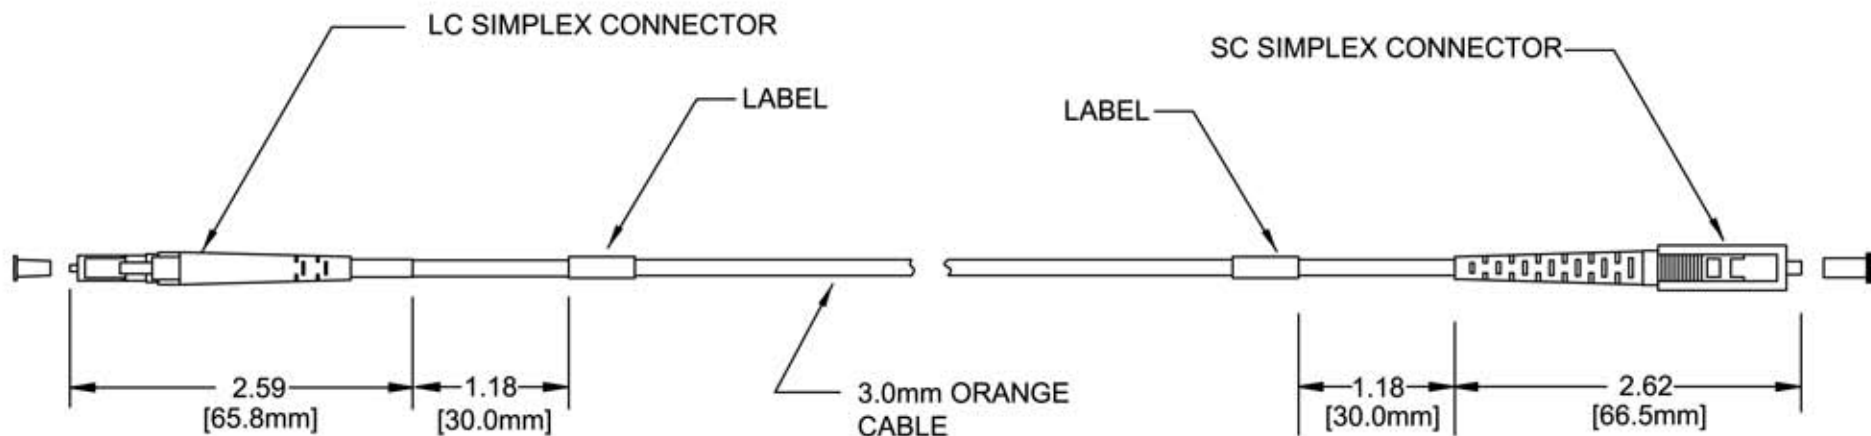 LC SIMPLEX CONNECTOR
SC SIMPLEX CONNECTOR
LABEL
LABEL
2.59
[65.8mm]
1.18
[30.0mm]
3.0mm ORANGE
CABLE
1.18
[30.0mm]
2.62
[66.5mm]